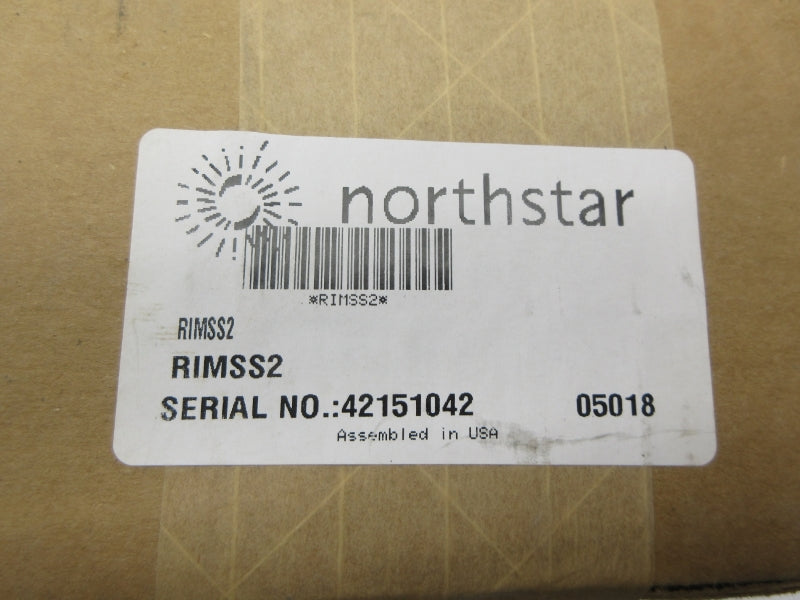 northstar
*RIMSS2*
RIMSS2
RIMSS2
SERIAL NO.:42151042 05018
Assembled in USA